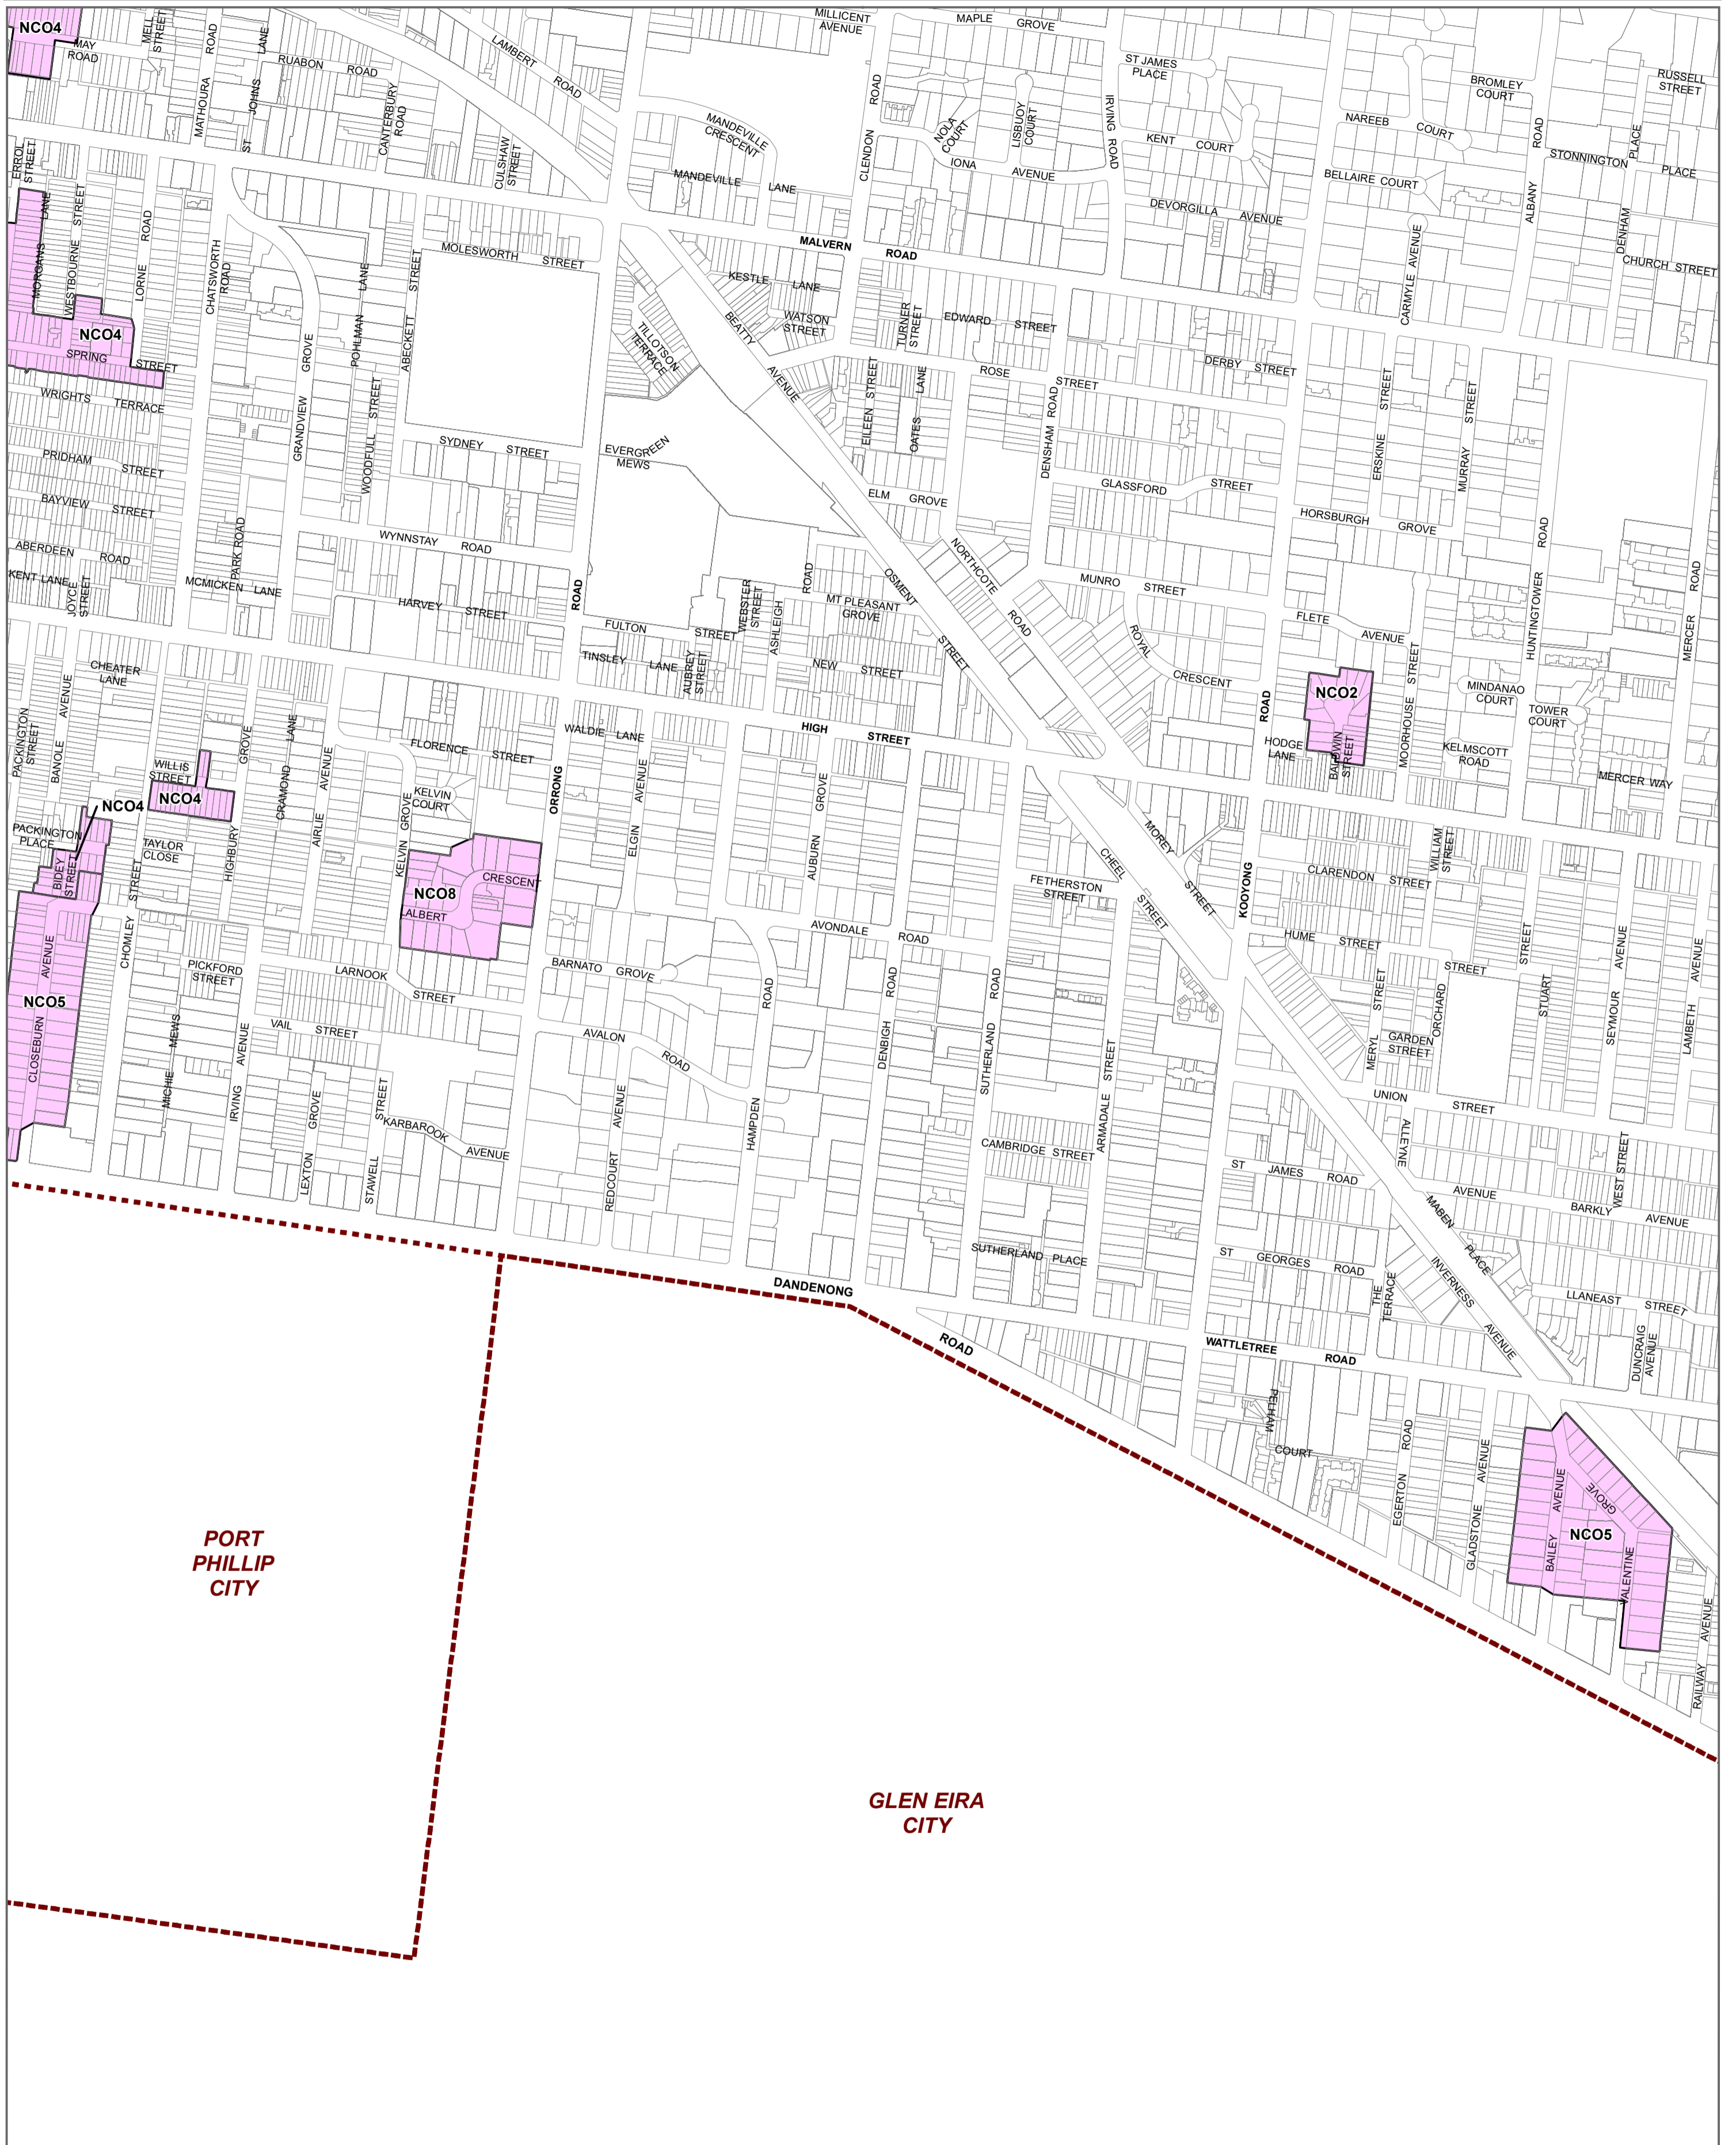 NCO4
MAY
ROAD
MELL
STREET
MATHOURA
ROAD
ST
JOHNS
LANE
RUABON
ROAD
CANTERBURY
ROAD
LAMBERT
ROAD
CULSHAW
STREET
MILLICENT
AVENUE
MAPLE
GROVE
CLENDON
ROAD
MANDEVILLE
CRESCENT
MANDEVILLE
LANE
NOLA
COURT
LISBUOY
COURT
IONA
AVENUE
IRVING ROAD
ST JAMES
PLACE
KENT
COURT
DEVORGILLA
AVENUE
NAREEB
COURT
BELLAIRE COURT
BROMLEY
COURT
RUSSELL
STREET
ALBANY
ROAD
STONNINGTON
PLACE
DENHAM
PLACE
CHURCH STREET
CARMYLE AVENUE
ERROL
STREET
MORGANS
LANE
WESTBOURNE
STREET
LORNE
ROAD
NCO4
SPRING
STREET
CHATSWORTH
ROAD
GRANDVIEW
GROVE
POHLMAN
LANE
ABECKETT
STREET
MOLESWORTH
STREET
MALVERN
ROAD
KESTLE
LANE
WATSON
STREET
BEATTY
AVENUE
TILLOTSON
TERRACE
TURNER
STREET
EDWARD
STREET
DERBY
STREET
ROSE
STREET
EILEEN
STREET
OATES
LANE
DENSHAM ROAD
ERSKINE
STREET
MURRAY
STREET
WRIGHTS
TERRACE
PRIDHAM
STREET
BAYVIEW
STREET
ABERDEEN
ROAD
KENT LANE
JOYCE
STREET
PARK ROAD
MCMICKEN
LANE
WOODFULL
STREET
SYDNEY
STREET
EVERGREEN
MEWS
WYNNSTAY
ROAD
HARVEY
STREET
ELM
GROVE
GLASSFORD
STREET
HORSBURGH
GROVE
NORTHCOTE
ROAD
OSMENT
STREET
MUNRO
STREET
ROYAL
CRESCENT
FLETE
AVENUE
HUNTINGTOWER
ROAD
MERCER
ROAD
FULTON
STREET
TINSLEY
LANE
AUBREY
STREET
WEBSTER
STREET
ASHLEIGH
ROAD
MT PLEASANT
GROVE
NEW
STREET
NCO2
BALDWIN
STREET
HODGE
LANE
MOORHOUSE
STREET
MINDANAO
COURT
TOWER
COURT
KELMSCOTT
ROAD
MERCER WAY
CHEATER
LANE
PACKINGTON
STREET
BANOLE
AVENUE
WILLIS
STREET
NCO4
NCO4
PACKINGTON
PLACE
BIDEY
STREET
TAYLOR
CLOSE
HIGHBURY
GROVE
CRAMOND
LANE
AIRLIE
AVENUE
FLORENCE
STREET
KELVIN
COURT
KELVIN
GROVE
ORRONG
ROAD
WALDIE
LANE
ELGIN
AVENUE
HIGH
STREET
AUBURN
GROVE
CHEEL
STREET
MOREY
STREET
KOOYONG
ROAD
FETHERSTON
STREET
WILLIAM
STREET
CLARENDON
STREET
NCO8
LALBERT
CRESCENT
NCO5
CLOSEBURN
AVENUE
CHOMLEY
STREET
PICKFORD
STREET
LARNOOK
STREET
BARNATO
GROVE
AVONDALE
ROAD
HUME
STREET
STREET
MERYL
STREET
ORCHARD
GARDEN
STREET
STUART
STREET
SEYMOUR
AVENUE
LAMBETH
AVENUE
MICHIE
MEWS
IRVING
AVENUE
VAIL
STREET
LEXTON
GROVE
STAWELL
STREET
KARBAROOK
AVENUE
AVALON
ROAD
REDCOURT
AVENUE
HAMPDEN
ROAD
DENBIGH
ROAD
SUTHERLAND
ROAD
ARMADALE
STREET
CAMBRIDGE
STREET
SUTHERLAND
PLACE
UNION
STREET
ALLEYNE
AVENUE
ST
JAMES
ROAD
WEST STREET
BARKLY
AVENUE
MABEN
PLACE
ST
GEORGES
ROAD
THE
TERRACE
INVERNESS
AVENUE
LLANEAST
STREET
DUNCRAIG
AVENUE
DANDENONG
ROAD
WATTLETREE
ROAD
PELHAM
COURT
EGERTON
ROAD
GLADSTONE
AVENUE
BAILEY
AVENUE
VALENTINE
GROVE
NCO5
RAILWAY
AVENUE
PORT
PHILLIP
CITY
GLEN EIRA
CITY